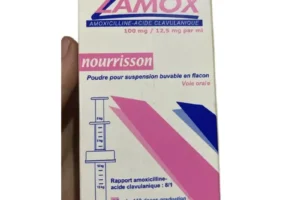 ZAMOX
AMOXICILLINE-ACIDE CLAVULANIQUE
100 mg / 12,5 mg par ml
nourrisson
Poudre pour suspension buvable en flacon
Voie orale
Rapport amoxicilline-
acide clavulanique : 8/1